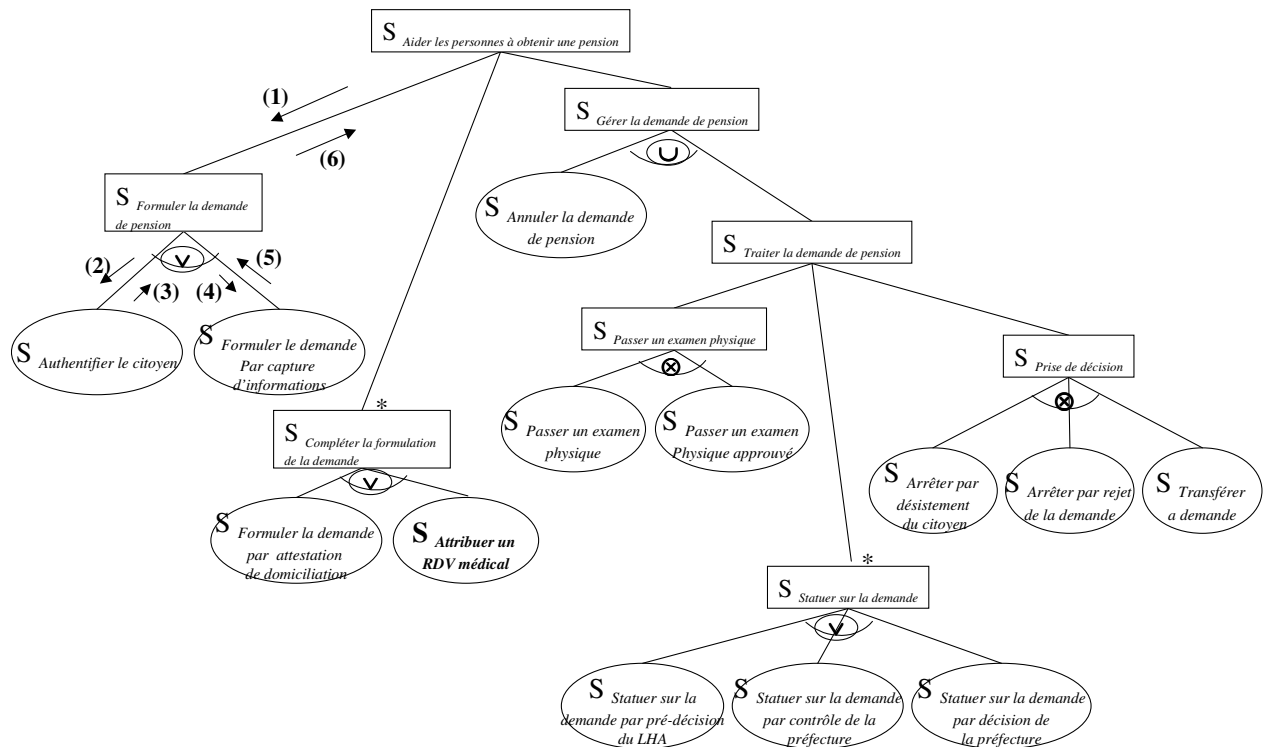 S Aider les personnes à obtenir une pension
(1)
(6)
S Gérer la demande de pension
∪
S Formuler la demande
de pension
(2)
(3)
(4)
(5)
v
S Annuler la demande
de pension
S Traiter la demande de pension
S Authentifier le citoyen
S Formuler le demande
Par capture
d'informations
S Passer un examen physique
⊗
S Prise de décision
⊗
*
S Compléter la formulation
de la demande
v
S Passer un examen
physique
S Passer un examen
Physique approuvé
S Arrêter par
désistement
du citoyen
S Arrêter par rejet
de la demande
S Transférer
a demande
S Formuler la demande
par attestation
de domiciliation
S Attribuer un
RDV médical
*
S Statuer sur la demande
v
S Statuer sur la
demande par pré-décision
du LHA
S Statuer sur la demande
par contrôle de la
préfecture
S Statuer sur la demande
par décision de
la préfecture